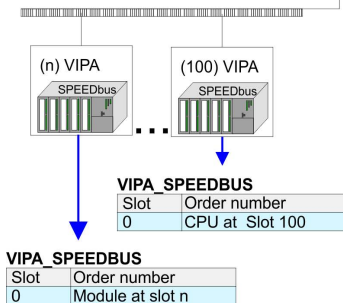 (n) VIPA
SPEEDbus
(100) VIPA
SPEEDbus
VIPA_SPEEDBUS
Slot Order number
0 CPU at Slot 100
VIPA_SPEEDBUS
Slot Order number
0 Module at slot n